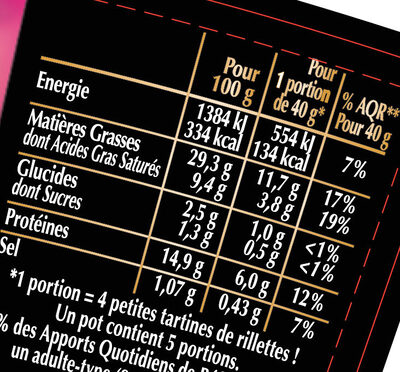 Pour 100 g
Pour 1 portion de 40 g*
% AQR** Pour 40 g
Energie 1384 kJ 554 kJ
334 kcal 134 kcal 7%
Matières Grasses 29,3 g 11,7 g 17%
dont Acides Gras Saturés 9,4 g 3,8 g 19%
Glucides 2,5 g 1,0 g <1%
dont Sucres 1,3 g 0,5 g <1%
Protéines 14,9 g 6,0 g 12%
Sel 1,07 g 0,43 g 7%
*1 portion = 4 petites tartines de rillettes !
Un pot contient 5 portions.
% des Apports Quotidiens de
un adulte-type